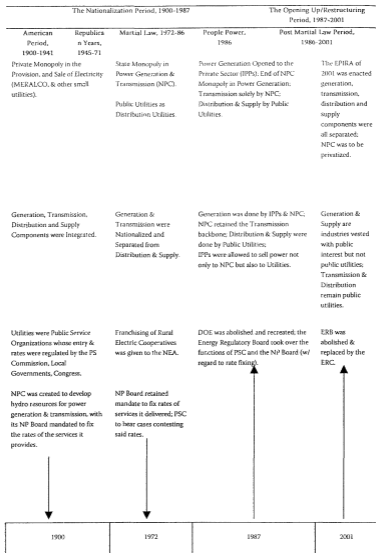 The Nationalization Period, 1900-1987
The Opening Up/Restructuring
Period, 1987-2001
American
Period,
1900-1941
Republica
n Years,
1945-71
Martial Law, 1972-86
People Power,
1986
Post Martial Law Period,
1986-2001
Private Monopoly in the
Provision, and Sale of Electricity
(MERALCO, & other small
utilities).
State Monopoly in
Power Generation &
Transmission (NPC).
Public Utilities as
Distribution Utilities.
Power Generation Opened to the
Private Sector (IPPs). End of NPC
Monopoly in Power Generation;
Transmission solely by NPC;
Distribution & Supply by Public
Utilities.
The EPIRA of
2001 was enacted
generation,
transmission,
distribution and
supply
components were
all separated;
NPC was to be
privatized.
Generation, Transmission,
Distribution and Supply
Components were Integrated.
Generation &
Transmission were
Nationalized and
Separated from
Distribution & Supply.
Generation was done by IPPs & NPC;
NPC retained the Transmission
backbone; Distribution & Supply were
done by Public Utilities;
IPPs were allowed to sell power not
only to NPC but also to Utilities.
Generation &
Supply are
industries vested
with public
interest but not
public utilities;
Transmission &
Distribution
remain public
utilities.
Utilities were Public Service
Organizations whose entry &
rates were regulated by the PS
Commission, Local
Governments, Congress.
Franchising of Rural
Electric Cooperatives
was given to the NEA.
DOE was abolished and recreated; the
Energy Regulatory Board took over the
functions of PSC and the NP Board (w/
regard to rate fixing).
ERB was
abolished &
replaced by the
ERC.
NPC was created to develop
hydro resources for power
generation & transmission, with
its NP Board mandated to fix
the rates of the services it
provides.
NP Board retained
mandate to fix rates of
services it delivered; PSC
to hear cases contesting
said rates.
1900
1972
1987
2001